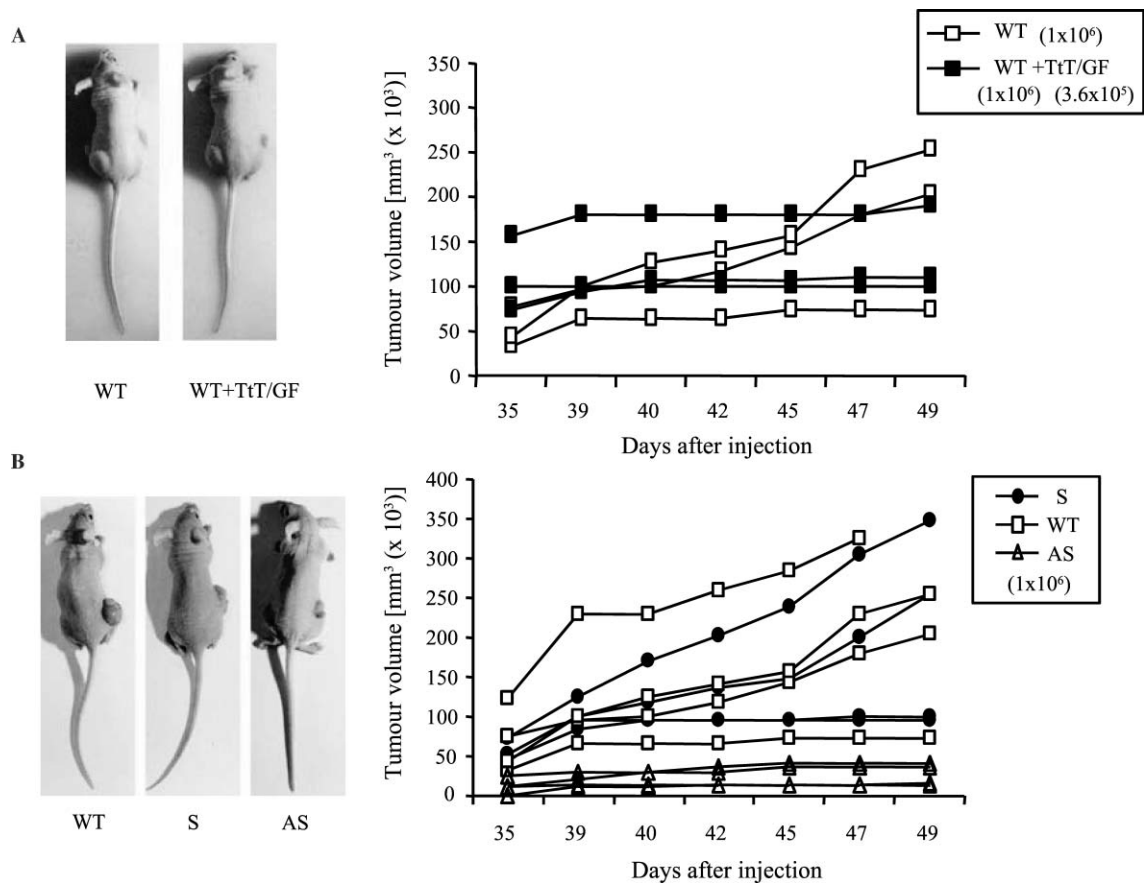 A
WT
WT+TtT/GF
Tumour volume [mm³ (x 10³)]
350
300
250
200
150
100
50
0
35 39 40 42 45 47 49
Days after injection
WT (1x10⁶)
WT +TtT/GF
(1x10⁶) (3.6x10⁵)
B
WT
S
AS
Tumour volume [mm³ (x 10³)]
400
350
300
250
200
150
100
50
0
35 39 40 42 45 47 49
Days after injection
S
WT
AS
(1x10⁶)